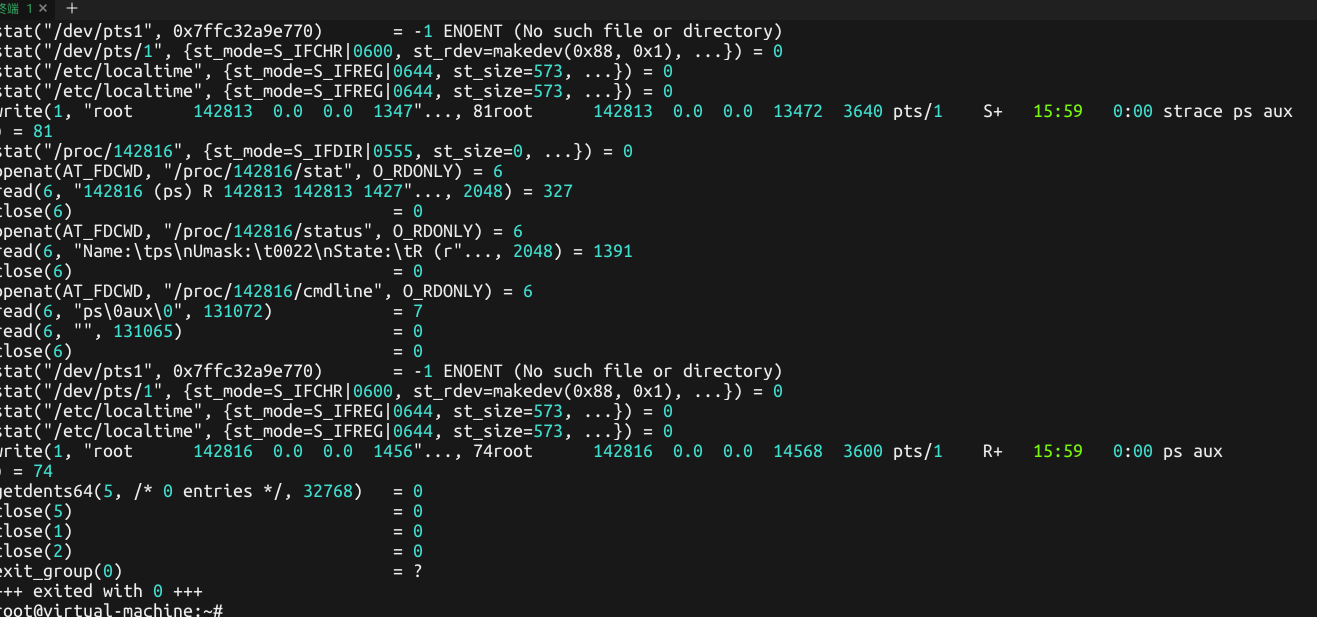 终端 1 × +
stat("/dev/pts1", 0x7ffc32a9e770)       = -1 ENOENT (No such file or directory)
stat("/dev/pts/1", {st_mode=S_IFCHR|0600, st_rdev=makedev(0x88, 0x1), ...}) = 0
stat("/etc/localtime", {st_mode=S_IFREG|0644, st_size=573, ...}) = 0
stat("/etc/localtime", {st_mode=S_IFREG|0644, st_size=573, ...}) = 0
write(1, "root      142813  0.0  0.0  1347"..., 81root      142813  0.0  0.0  13472  3640 pts/1    S+   15:59   0:00 strace ps aux
) = 81
stat("/proc/142816", {st_mode=S_IFDIR|0555, st_size=0, ...}) = 0
openat(AT_FDCWD, "/proc/142816/stat", O_RDONLY) = 6
read(6, "142816 (ps) R 142813 142813 1427"..., 2048) = 327
close(6)                                = 0
openat(AT_FDCWD, "/proc/142816/status", O_RDONLY) = 6
read(6, "Name:\tps\nUmask:\t0022\nState:\tR (r"..., 2048) = 1391
close(6)                                = 0
openat(AT_FDCWD, "/proc/142816/cmdline", O_RDONLY) = 6
read(6, "ps\0aux\0", 131072)            = 7
read(6, "", 131065)                     = 0
close(6)                                = 0
stat("/dev/pts1", 0x7ffc32a9e770)       = -1 ENOENT (No such file or directory)
stat("/dev/pts/1", {st_mode=S_IFCHR|0600, st_rdev=makedev(0x88, 0x1), ...}) = 0
stat("/etc/localtime", {st_mode=S_IFREG|0644, st_size=573, ...}) = 0
stat("/etc/localtime", {st_mode=S_IFREG|0644, st_size=573, ...}) = 0
write(1, "root      142816  0.0  0.0  1456"..., 74root      142816  0.0  0.0  14568  3600 pts/1    R+   15:59   0:00 ps aux
) = 74
getdents64(5, /* 0 entries */, 32768)   = 0
close(5)                                = 0
close(1)                                = 0
close(2)                                = 0
exit_group(0)                           = ?
+++ exited with 0 +++
root@virtual-machine:~#